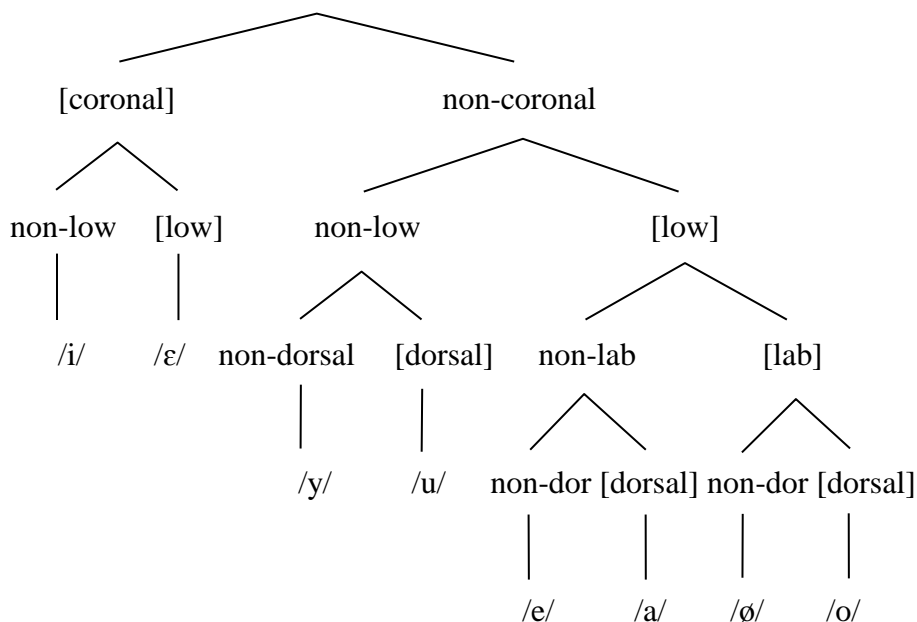 [coronal] non-coronal
non-low [low] non-low [low]
/i/ /ɛ/ non-dorsal [dorsal] non-lab [lab]
/y/ /u/ non-dor [dorsal] non-dor [dorsal]
/e/ /a/ /ø/ /o/